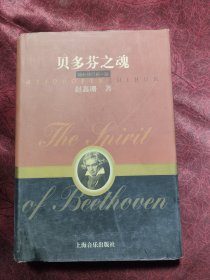 贝多芬之魂
赵鑫珊 著
The Spirit
of Beethoven
上海音乐出版社